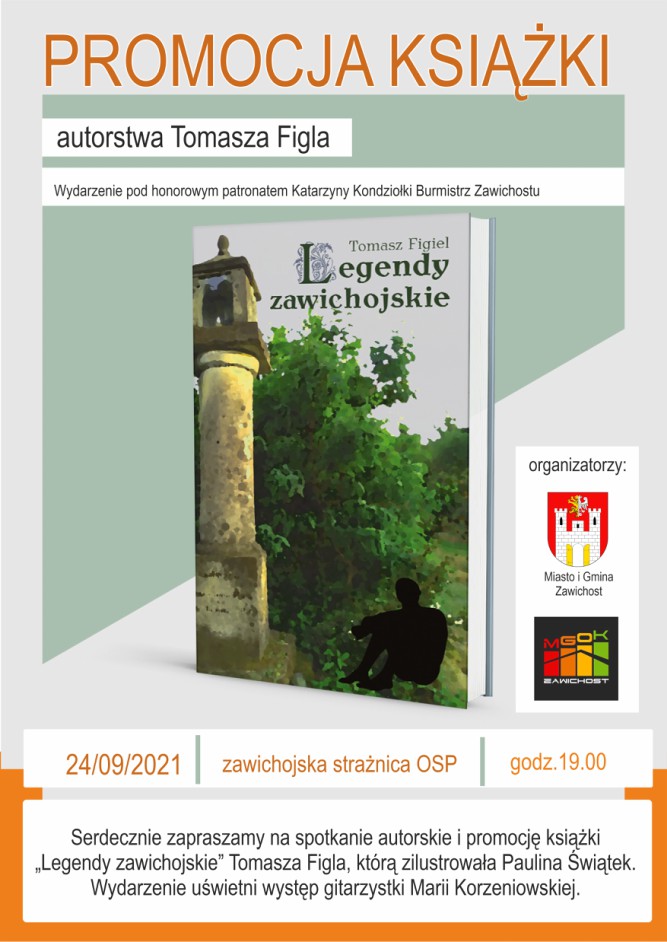 PROMOCJA KSIĄŻKI
autorstwa Tomasza Figla
Wydarzenie pod honorowym patronatem Katarzyny Kondziołki Burmistrz Zawichostu
Tomasz Figiel
Legendy
zawichojskie
organizatorzy:
Miasto i Gmina
Zawichost
MGOK
ZAWICHOST
24/09/2021
zawichojska strażnica OSP
godz.19.00
Serdecznie zapraszamy na spotkanie autorskie i promocję książki
„Legendy zawichojskie” Tomasza Figla, którą zilustrowała Paulina Świątek.
Wydarzenie uświetni występ gitarzystki Marii Korzeniowskiej.